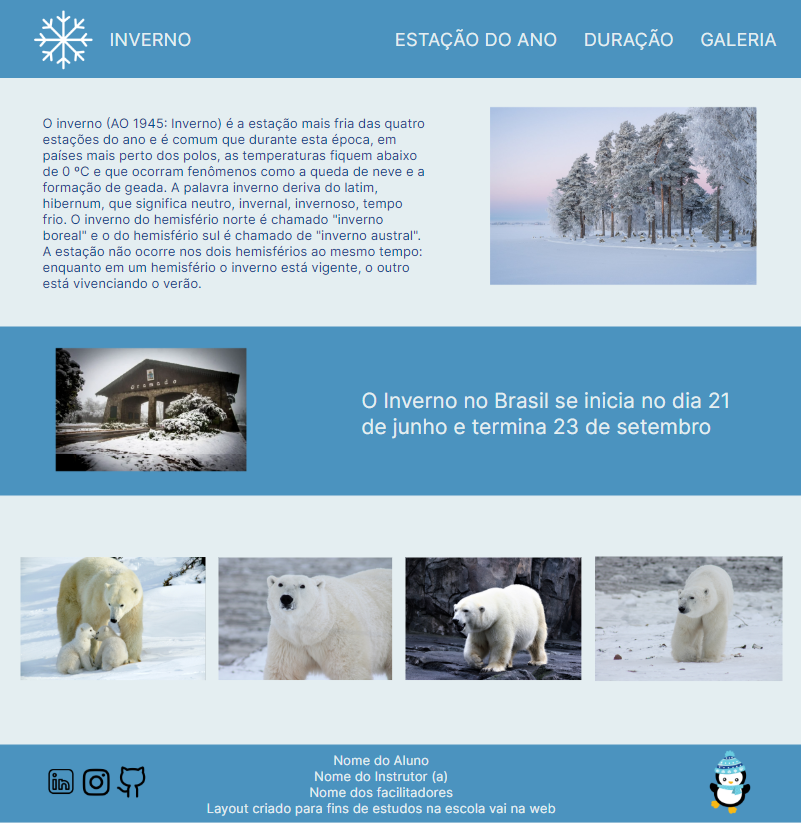 INVERNO
ESTAÇÃO DO ANO
DURAÇÃO
GALERIA
O inverno (AO 1945: Inverno) é a estação mais fria das quatro
estações do ano e é comum que durante esta época, em
países mais perto dos polos, as temperaturas fiquem abaixo
de 0 ºC e que ocorram fenômenos como a queda de neve e a
formação de geada. A palavra inverno deriva do latim,
hibernum, que significa neutro, invernal, invernoso, tempo
frio. O inverno do hemisfério norte é chamado "inverno
boreal" e o do hemisfério sul é chamado de "inverno austral".
A estação não ocorre nos dois hemisférios ao mesmo tempo:
enquanto em um hemisfério o inverno está vigente, o outro
está vivenciando o verão.
gramado
O Inverno no Brasil se inicia no dia 21
de junho e termina 23 de setembro
in
Nome do Aluno
Nome do Instrutor (a)
Nome dos facilitadores
Layout criado para fins de estudos na escola vai na web